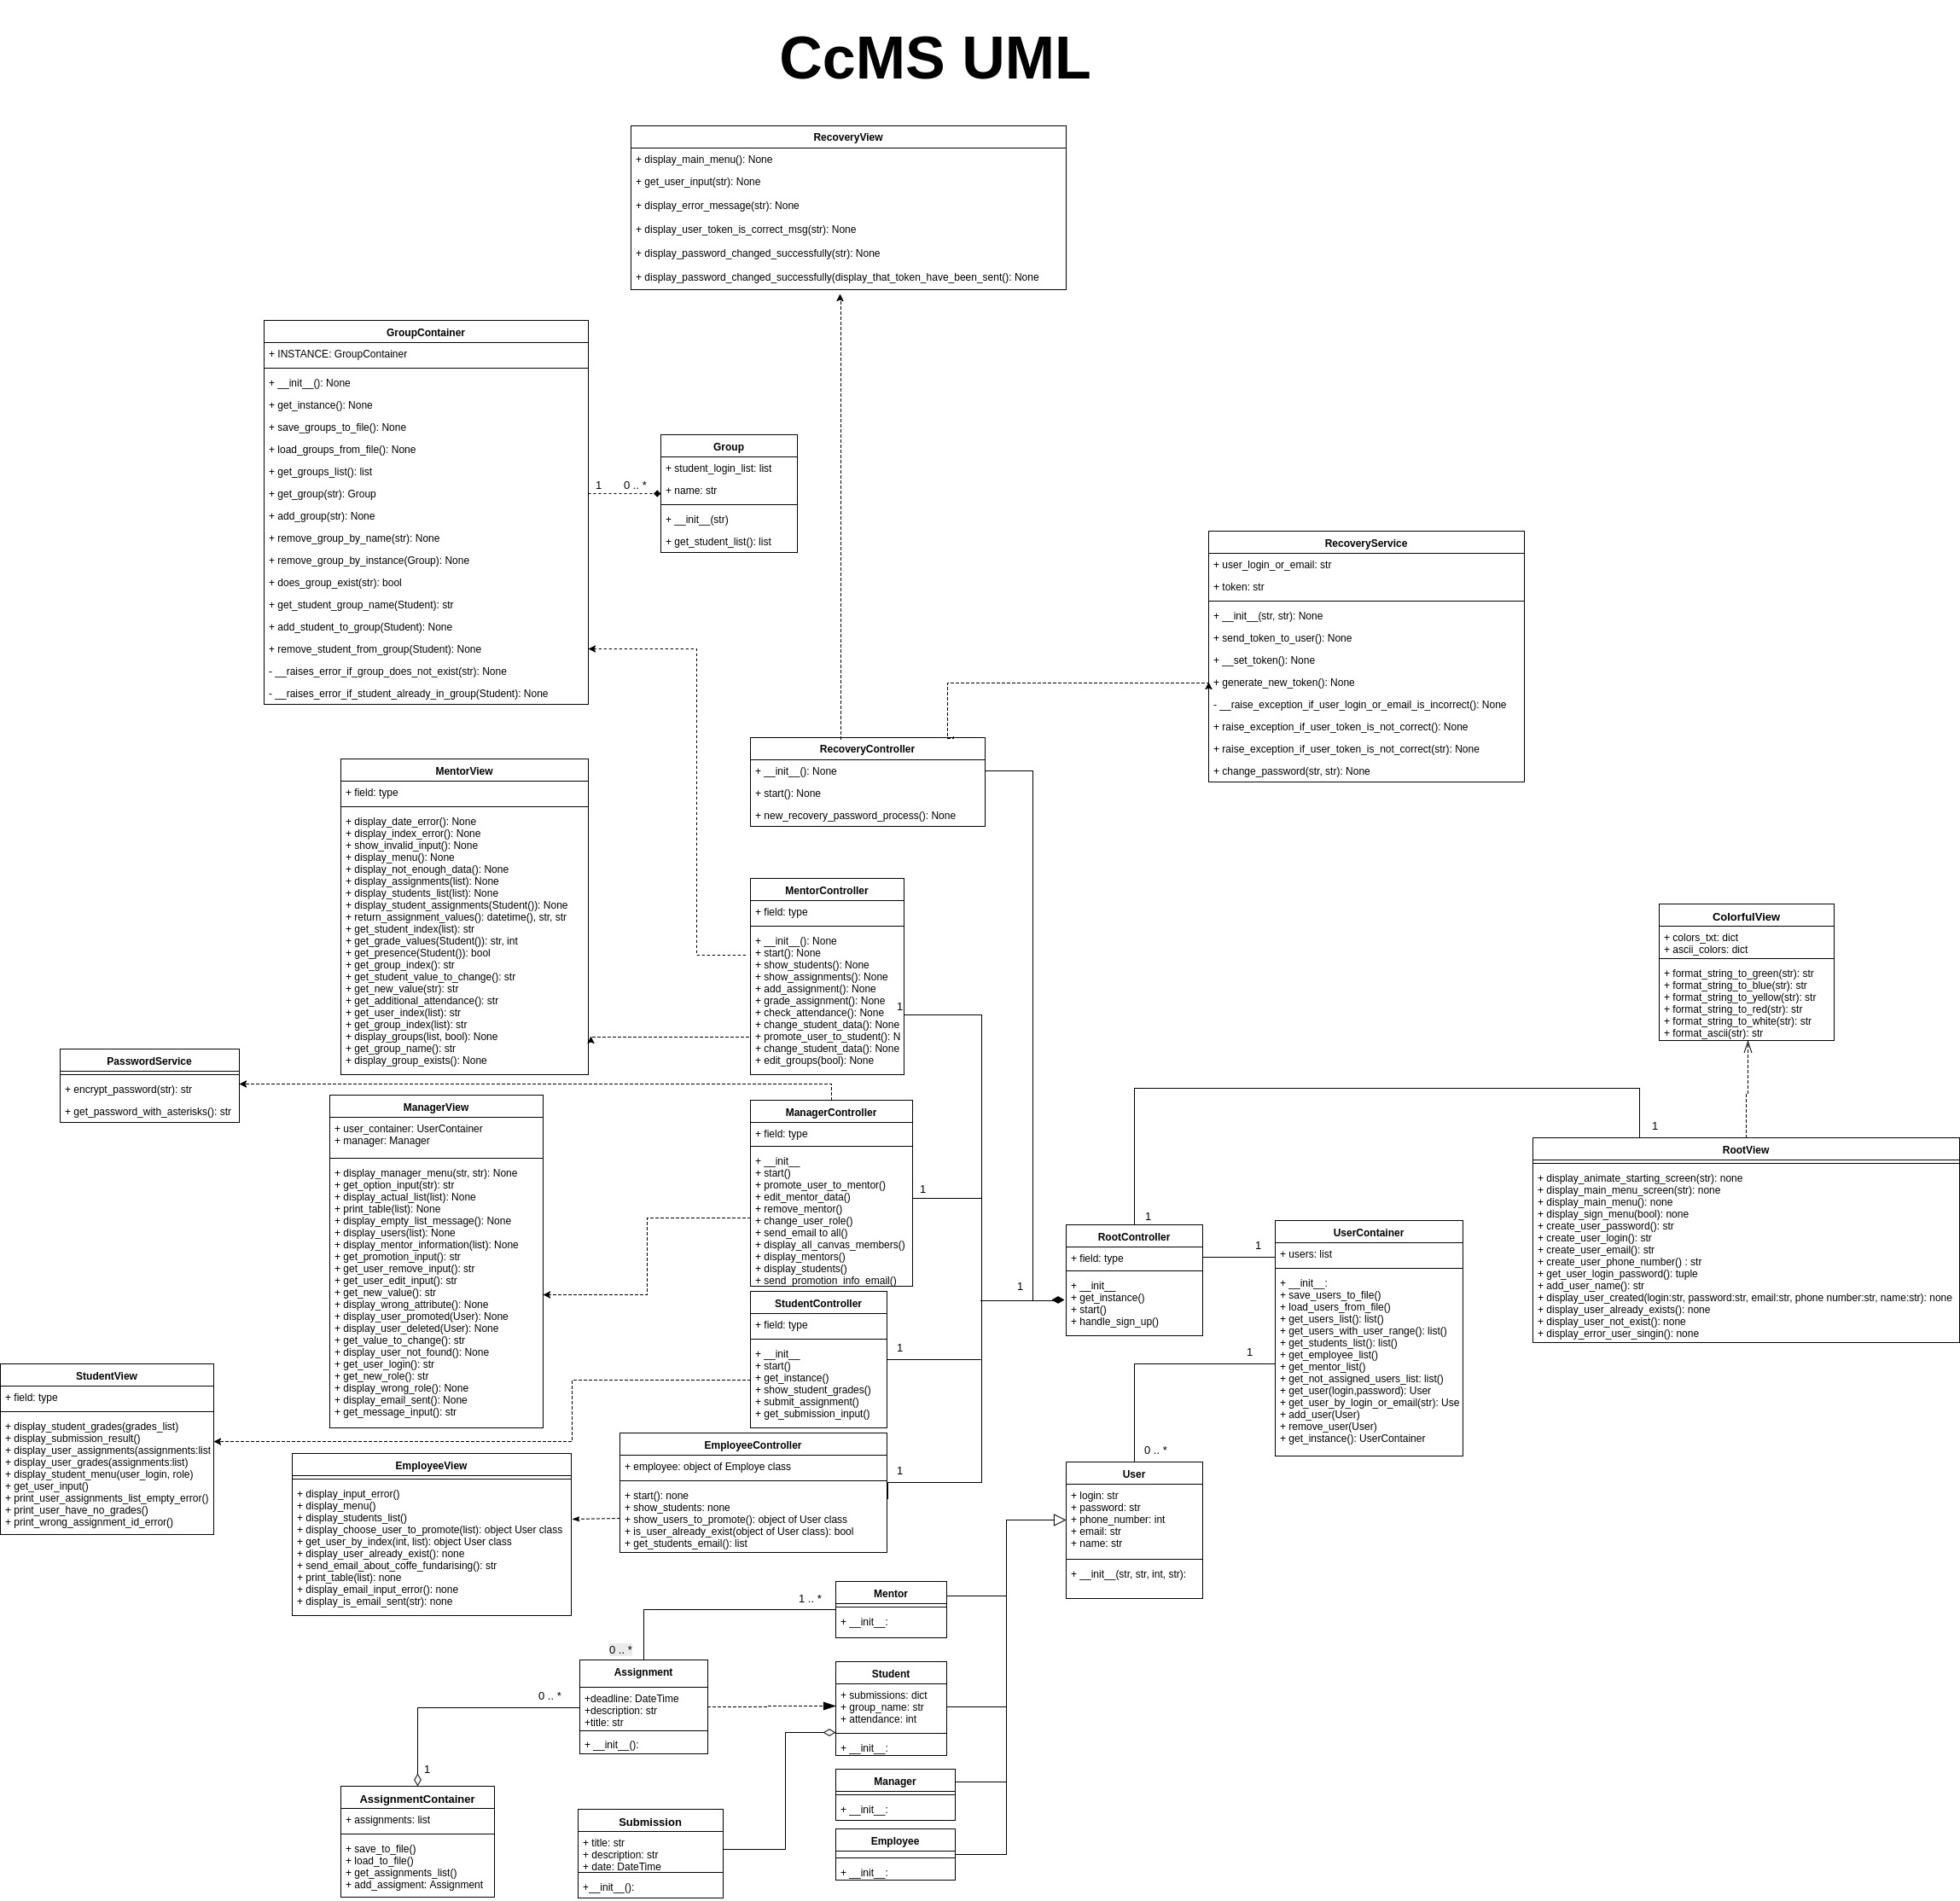 CcMS UML
RecoveryView
+ display_main_menu(): None
+ get_user_input(str): None
+ display_error_message(str): None
+ display_user_token_is_correct_msg(str): None
+ display_password_changed_successfully(str): None
+ display_password_changed_successfully(display_that_token_have_been_sent(): None
GroupContainer
+ INSTANCE: GroupContainer
+ __init__(): None
+ get_instance(): None
+ save_groups_to_file(): None
+ load_groups_from_file(): None
+ get_groups_list(): list
+ get_group(str): Group
+ add_group(str): None
+ remove_group_by_name(str): None
+ remove_group_by_instance(Group): None
+ does_group_exist(str): bool
+ get_student_group_name(Student): str
+ add_student_to_group(Student): None
+ remove_student_from_group(Student): None
- __raises_error_if_group_does_not_exist(str): None
- __raises_error_if_student_already_in_group(Student): None
1
0 .. *
Group
+ student_login_list: list
+ name: str
+ __init__(str)
+ get_student_list(): list
RecoveryService
+ user_login_or_email: str
+ token: str
+ __init__(str, str): None
+ send_token_to_user(): None
+ __set_token(): None
+ generate_new_token(): None
- __raise_exception_if_user_login_or_email_is_incorrect(): None
+ raise_exception_if_user_token_is_not_correct(): None
+ raise_exception_if_user_token_is_not_correct(str): None
+ change_password(str, str): None
RecoveryController
+ __init__(): None
+ start(): None
+ new_recovery_password_process(): None
MentorView
+ field: type
+ display_date_error(): None
+ display_index_error(): None
+ show_invalid_input(): None
+ display_menu(): None
+ display_not_enough_data(): None
+ display_assignments(list): None
+ display_students_list(list): None
+ display_student_assignments(Student()): None
+ return_assignment_values(): datetime(), str, str
+ get_student_index(list): str
+ get_grade_values(Student()): str, int
+ get_presence(Student()): bool
+ get_group_index(): str
+ get_student_value_to_change(): str
+ get_new_value(str): str
+ get_additional_attendance(): str
+ get_user_index(list): str
+ get_group_index(list): str
+ display_groups(list, bool): None
+ get_group_name(): str
+ display_group_exists(): None
MentorController
+ field: type
+ __init__(): None
+ start(): None
+ show_students(): None
+ show_assignments(): None
+ add_assignment(): None
+ grade_assignment(): None
+ check_attendance(): None
+ change_student_data(): None
+ promote_user_to_student(): N
+ change_student_data(): None
+ edit_groups(bool): None
1
ColorfulView
+ colors_txt: dict
+ ascii_colors: dict
+ format_string_to_green(str): str
+ format_string_to_blue(str): str
+ format_string_to_yellow(str): str
+ format_string_to_red(str): str
+ format_string_to_white(str): str
+ format_ascii(str): str
PasswordService
+ encrypt_password(str): str
+ get_password_with_asterisks(): str
ManagerView
+ user_container: UserContainer
+ manager: Manager
+ display_manager_menu(str, str): None
+ get_option_input(str): str
+ display_actual_list(list): None
+ print_table(list): None
+ display_empty_list_message(): None
+ display_users(list): None
+ display_mentor_information(list): None
+ get_promotion_input(): str
+ get_user_remove_input(): str
+ get_user_edit_input(): str
+ get_new_value(): str
+ display_wrong_attribute(): None
+ display_user_promoted(User): None
+ display_user_deleted(User): None
+ get_value_to_change(): str
+ display_user_not_found(): None
+ get_user_login(): str
+ get_new_role(): str
+ display_wrong_role(): None
+ display_email_sent(): None
+ get_message_input(): str
ManagerController
+ field: type
+ __init__
+ start()
+ promote_user_to_mentor()
+ edit_mentor_data()
+ remove_mentor()
+ change_user_role()
+ send_email to all()
+ display_all_canvas_members()
+ display_mentors()
+ display_students()
+ send_promotion_info_email()
1
StudentController
+ field: type
+ __init__
+ start()
+ get_instance()
+ show_student_grades()
+ submit_assignment()
+ get_submission_input()
1
1
1
RootController
+ field: type
+ __init__
+ get_instance()
+ start()
+ handle_sign_up()
1
UserContainer
+ users: list
+ __init__:
+ save_users_to_file()
+ load_users_from_file()
+ get_users_list(): list()
+ get_users_with_user_range(): list()
+ get_students_list(): list()
+ get_employee_list()
+ get_mentor_list()
+ get_not_assigned_users_list: list()
+ get_user(login,password): User
+ get_user_by_login_or_email(str): Use
+ add_user(User)
+ remove_user(User)
+ get_instance(): UserContainer
1
1
RootView
+ display_animate_starting_screen(str): none
+ display_main_menu_screen(str): none
+ display_main_menu(): none
+ display_sign_menu(bool): none
+ create_user_password(): str
+ create_user_login(): str
+ create_user_email(): str
+ create_user_phone_number() : str
+ get_user_login_password(): tuple
+ add_user_name(): str
+ display_user_created(login:str, password:str, email:str, phone number:str, name:str): none
+ display_user_already_exists(): none
+ display_user_not_exist(): none
+ display_error_user_singin(): none
StudentView
+ field: type
+ display_student_grades(grades_list)
+ display_submission_result()
+ display_user_assignments(assignments:list
+ display_user_grades(assignments:list)
+ display_student_menu(user_login, role)
+ get_user_input()
+ print_user_assignments_list_empty_error()
+ print_user_have_no_grades()
+ print_wrong_assignment_id_error()
EmployeeView
+ display_input_error()
+ display_menu()
+ display_students_list()
+ display_choose_user_to_promote(list): object User class
+ get_user_by_index(int, list): object User class
+ display_user_already_exist(): none
+ send_email_about_coffe_fundarising(): str
+ print_table(list): none
+ display_email_input_error(): none
+ display_is_email_sent(str): none
EmployeeController
+ employee: object of Employe class
+ start(): none
+ show_students: none
+ show_users_to_promote(): object of User class
+ is_user_already_exist(object of User class): bool
+ get_students_email(): list
1
0 .. *
User
+ login: str
+ password: str
+ phone_number: int
+ email: str
+ name: str
+ __init__(str, str, int, str):
1 .. *
Mentor
+ __init__:
0 .. *
Assignment
+deadline: DateTime
+description: str
+title: str
+ __init__():
0 .. *
Student
+ submissions: dict
+ group_name: str
+ attendance: int
+ __init__:
1
AssignmentContainer
+ assignments: list
+ save_to_file()
+ load_to_file()
+ get_assignments_list()
+ add_assigment: Assignment
Submission
+ title: str
+ description: str
+ date: DateTime
+__init__():
Manager
+ __init__:
Employee
+ __init__: